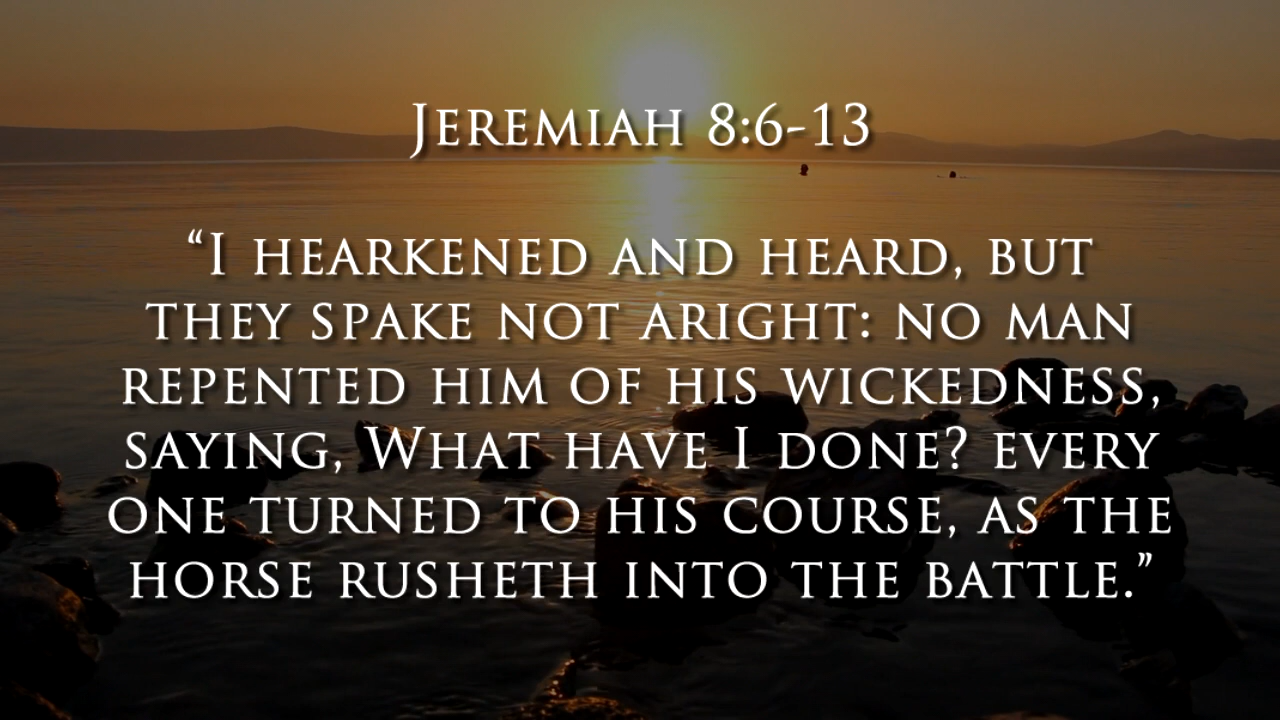 Jeremiah 8:6-13
“I hearkened and heard, but
they spake not aright: no man
repented him of his wickedness,
saying, What have I done? every
one turned to his course, as the
horse rusheth into the battle.”